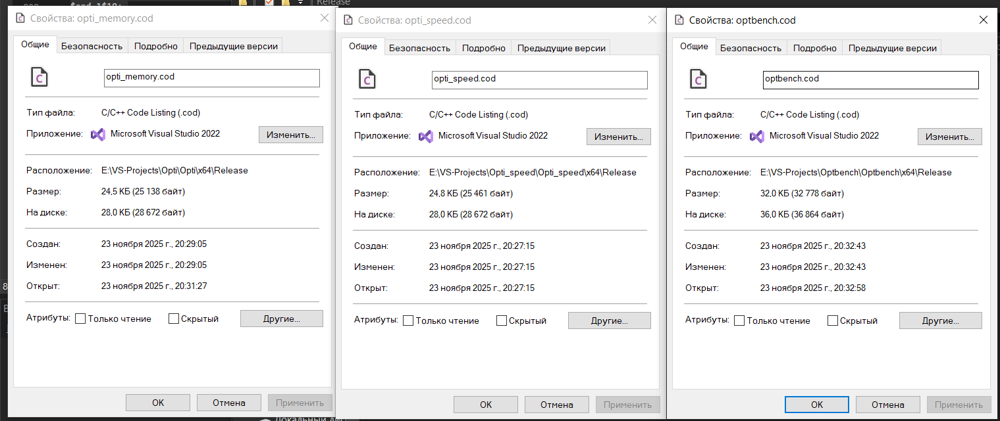 $end_1$18:
Release
Свойства: opti_memory.cod
Общие
Безопасность
Подробно
Предыдущие версии
opti_memory.cod
Тип файла: C/C++ Code Listing (.cod)
Приложение: Microsoft Visual Studio 2022
Изменить...
Расположение: E:\VS-Projects\Opti\Opti\x64\Release
Размер: 24,5 КБ (25 138 байт)
На диске: 28,0 КБ (28 672 байт)
Создан: 23 ноября 2025 г., 20:29:05
Изменен: 23 ноября 2025 г., 20:29:05
Открыт: 23 ноября 2025 г., 20:31:27
Атрибуты: Только чтение Скрытый Другие...
OK
Отмена
Применить
Свойства: opti_speed.cod
Общие
Безопасность
Подробно
Предыдущие версии
opti_speed.cod
Тип файла: C/C++ Code Listing (.cod)
Приложение: Microsoft Visual Studio 2022
Изменить...
Расположение: E:\VS-Projects\Opti_speed\Opti_speed\x64\Release
Размер: 24,8 КБ (25 461 байт)
На диске: 28,0 КБ (28 672 байт)
Создан: 23 ноября 2025 г., 20:27:15
Изменен: 23 ноября 2025 г., 20:27:15
Открыт: 23 ноября 2025 г., 20:27:15
Атрибуты: Только чтение Скрытый Другие...
OK
Отмена
Применить
Свойства: optbench.cod
Общие
Безопасность
Подробно
Предыдущие версии
optbench.cod
Тип файла: C/C++ Code Listing (.cod)
Приложение: Microsoft Visual Studio 2022
Изменить...
Расположение: E:\VS-Projects\Optbench\Optbench\x64\Release
Размер: 32,0 КБ (32 778 байт)
На диске: 36,0 КБ (36 864 байт)
Создан: 23 ноября 2025 г., 20:32:43
Изменен: 23 ноября 2025 г., 20:32:43
Открыт: 23 ноября 2025 г., 20:32:58
Атрибуты: Только чтение Скрытый Другие...
OK
Отмена
Применить